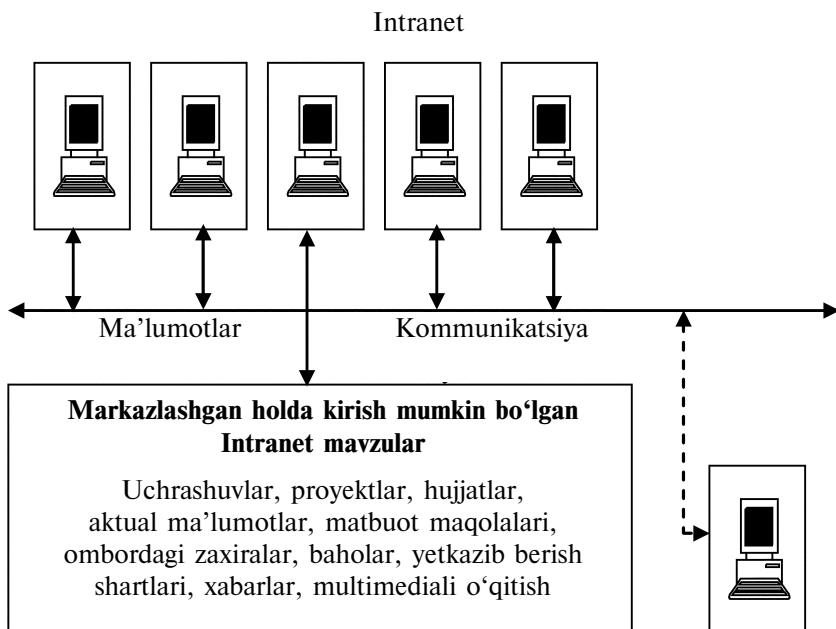 Intranet
Ma’lumotlar
Kommunikatsiya
Markazlashgan holda kirish mumkin bo‘lgan
Intranet mavzular
Uchrashuvlar, proyektlar, hujjatlar,
aktual ma’lumotlar, matbuot maqolalari,
ombordagi zaxiralar, baholar, yetkazib berish
shartlari, xabarlar, multimediali o‘qitish